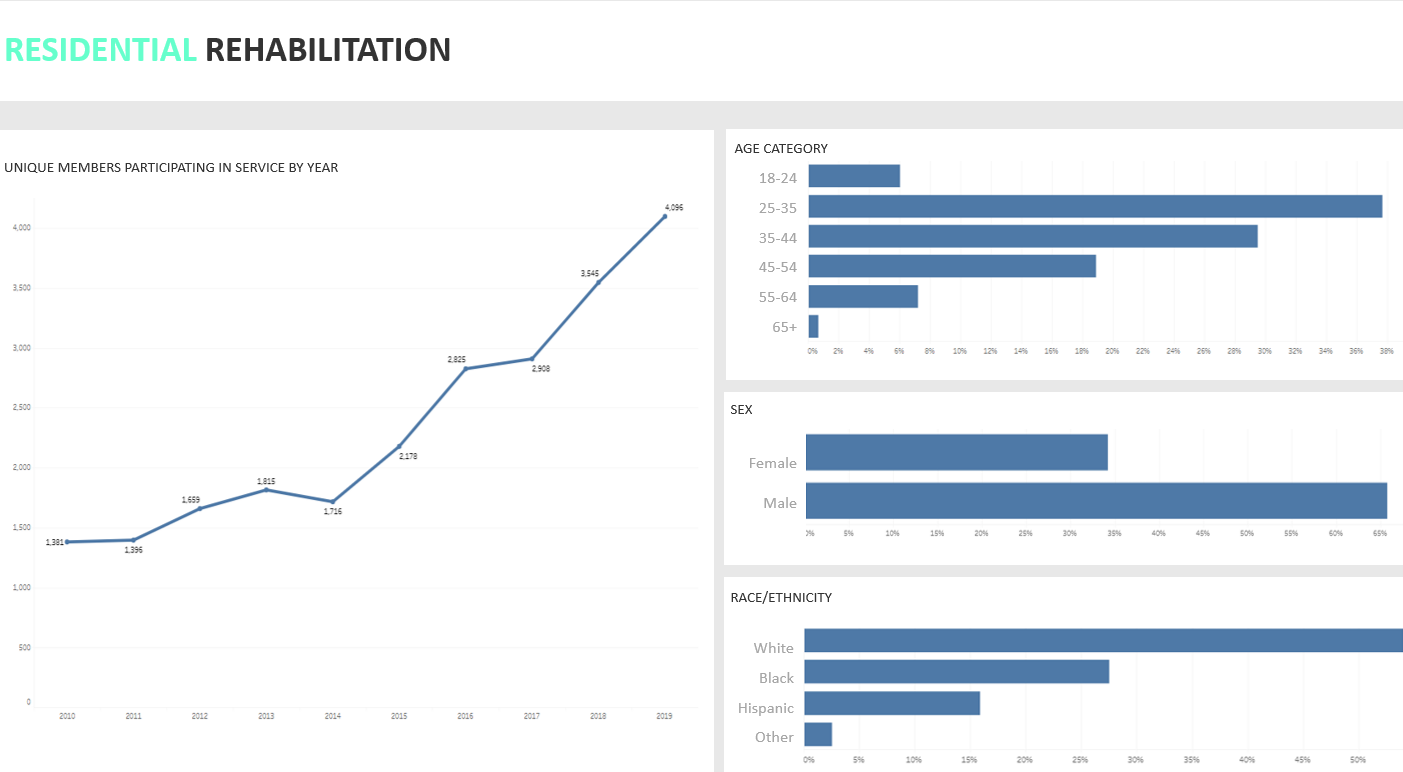 RESIDENTIAL REHABILITATION
UNIQUE MEMBERS PARTICIPATING IN SERVICE BY YEAR
4,000
3,500
3,000
2,500
2,000
1,500
1,000
500
0
1,381
1,396
1,659
1,815
1,716
2,178
2,825
2,908
3,545
4,096
2010 2011 2012 2013 2014 2015 2016 2017 2018 2019
AGE CATEGORY
18-24
25-35
35-44
45-54
55-64
65+
0% 2% 4% 6% 8% 10% 12% 14% 16% 18% 20% 22% 24% 26% 28% 30% 32% 34% 36% 38%
SEX
Female
Male
0% 5% 10% 15% 20% 25% 30% 35% 40% 45% 50% 55% 60% 65%
RACE/ETHNICITY
White
Black
Hispanic
Other
0% 5% 10% 15% 20% 25% 30% 35% 40% 45% 50%